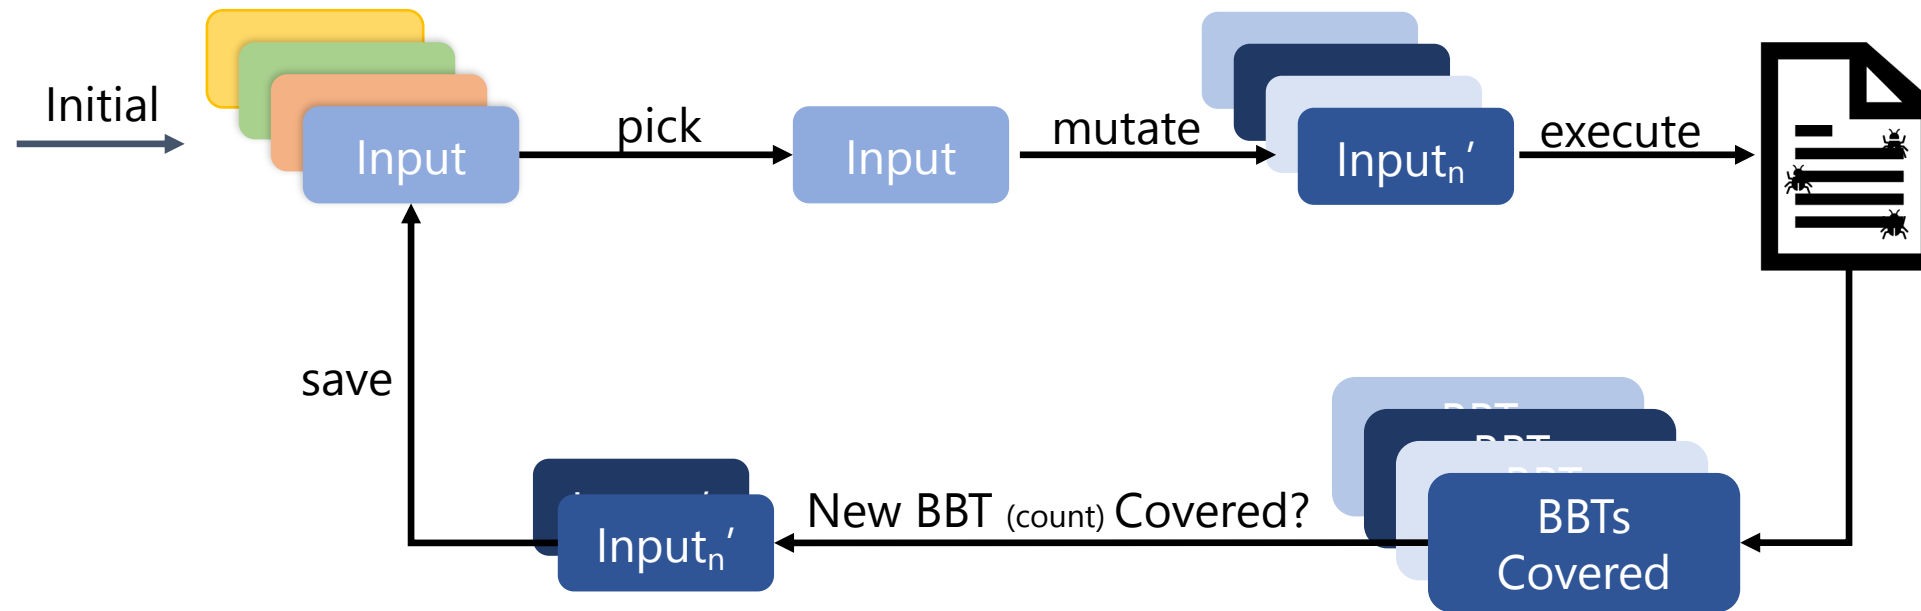 Initial
Input
pick
Input
mutate
Inputn′
execute
save
Inputn′
New BBT (count) Covered?
BBTs
Covered